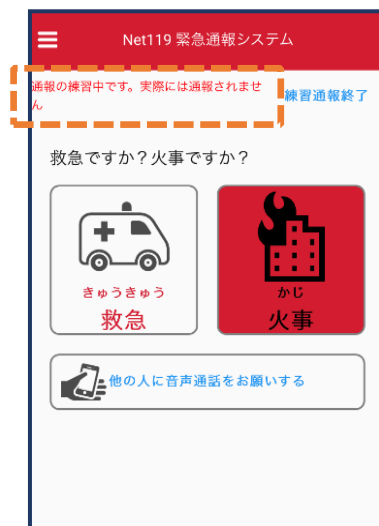 Net119 緊急通報システム
通報の練習中です。実際には通報されませ
ん
練習通報終了
救急ですか？火事ですか？
きゅうきゅう
救急
かじ
火事
他の人に音声通話をお願いする